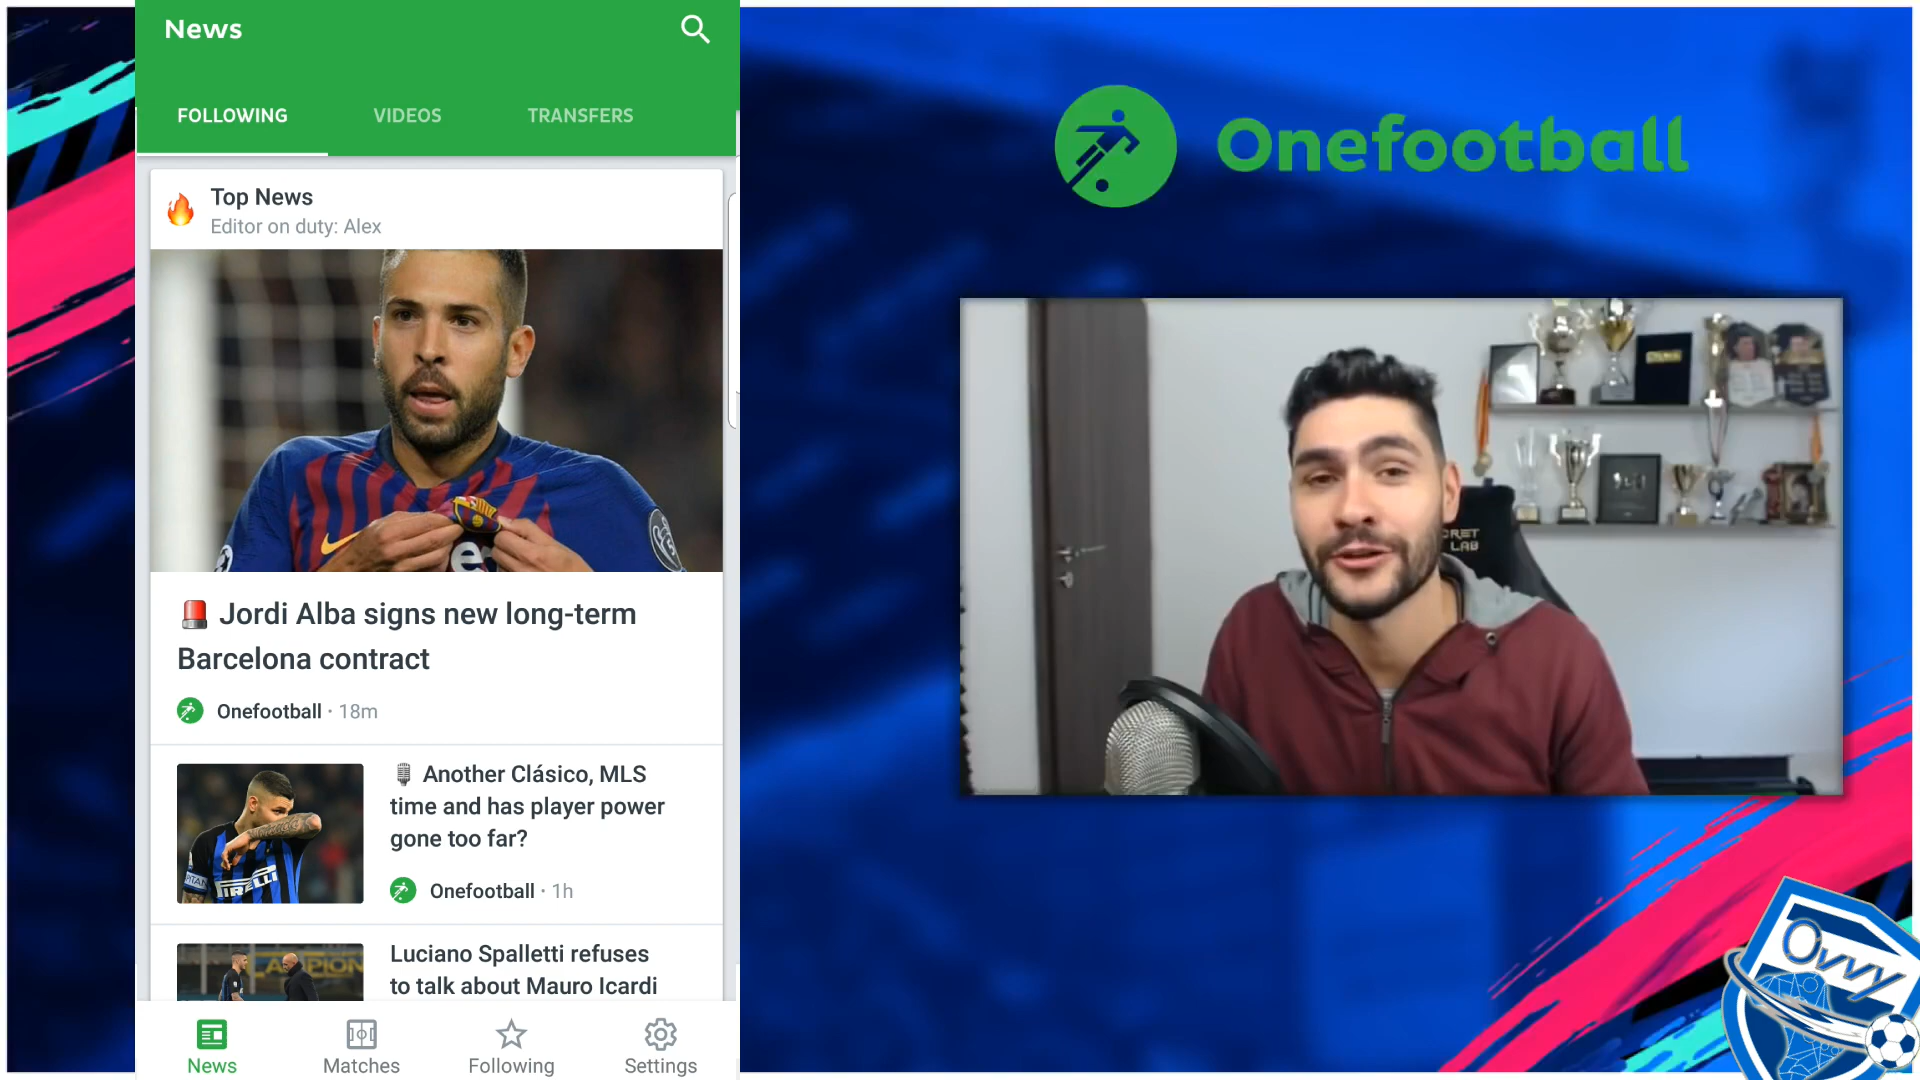 News
FOLLOWING
VIDEOS
TRANSFERS
Top News
Editor on duty: Alex
🚨 Jordi Alba signs new long-term
Barcelona contract
Onefootball · 18m
🎙 Another Clásico, MLS
time and has player power
gone too far?
Onefootball · 1h
Luciano Spalletti refuses
to talk about Mauro Icardi
News
Matches
Following
Settings
Onefootball
Ovvy
PIRELLI
LAB